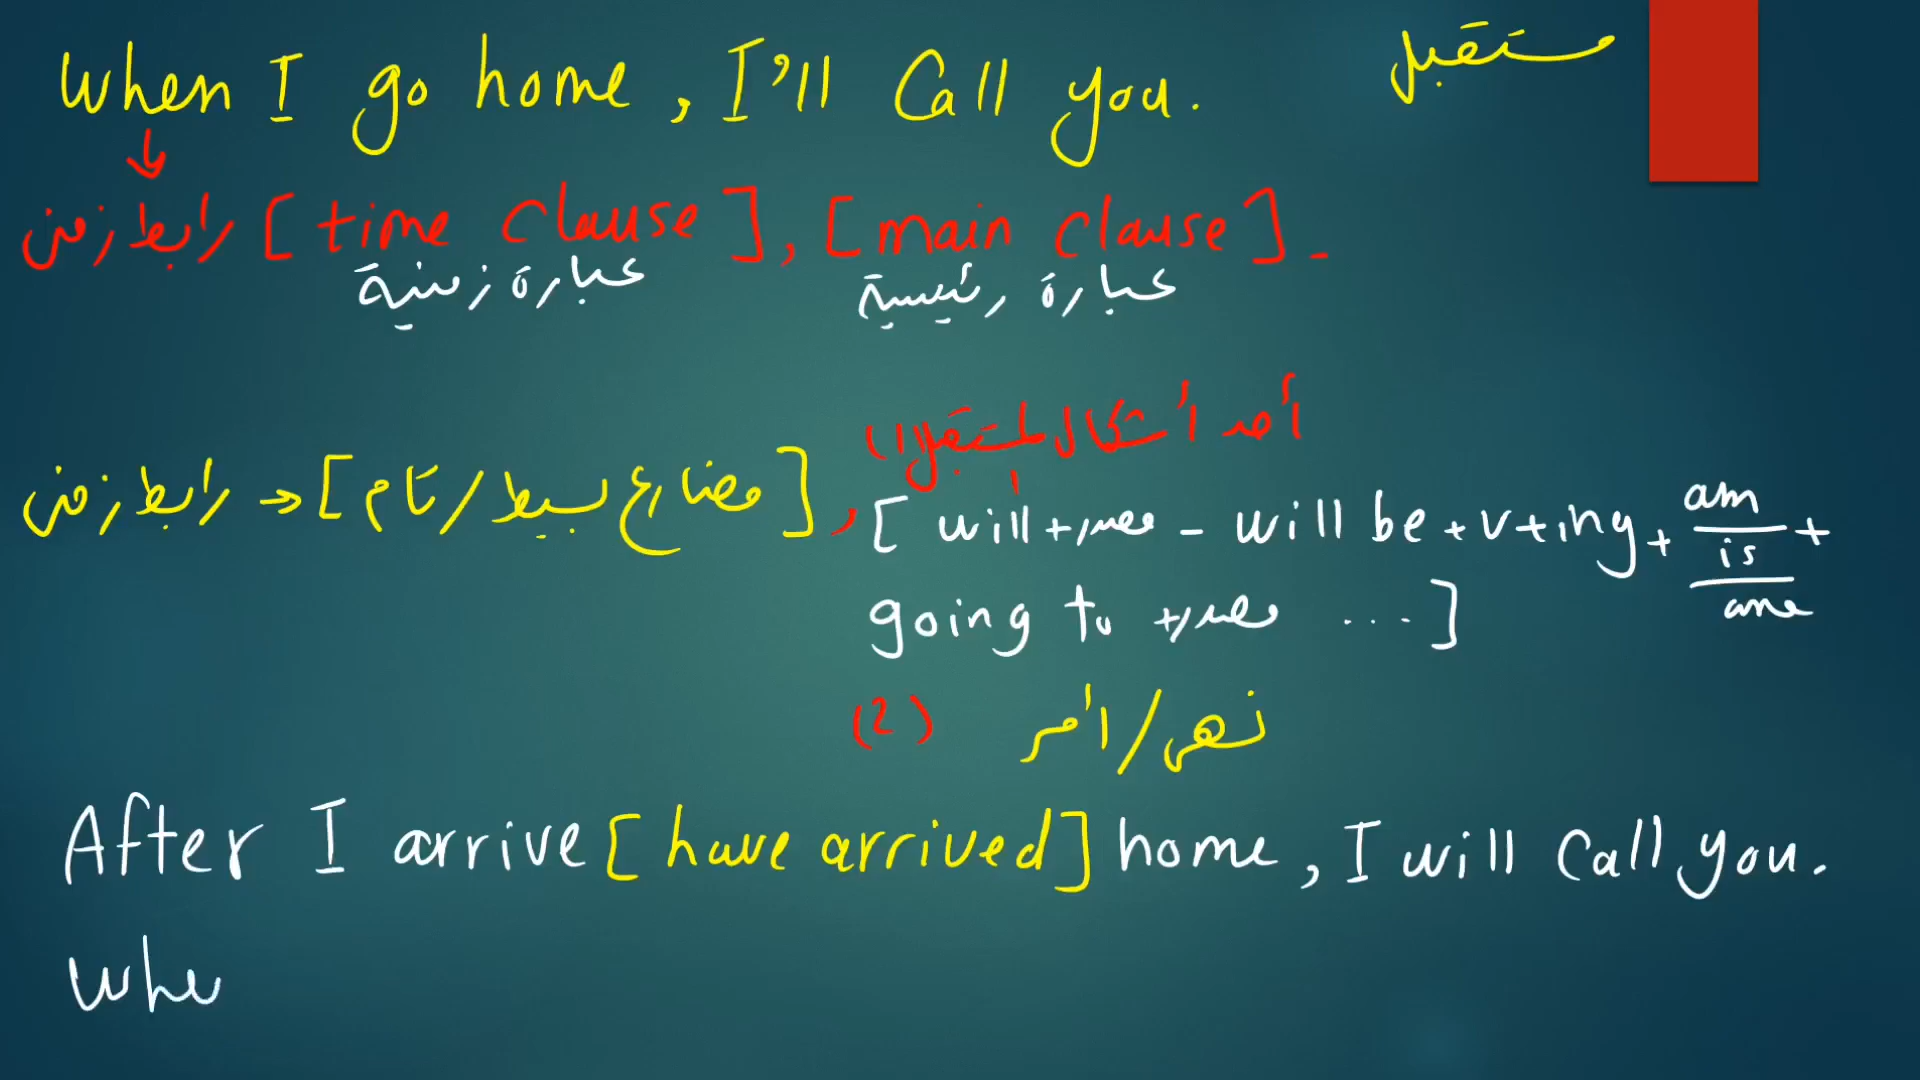 When I go home, I'll Call you. مستقبل
رابط زمني [time clause], [main clause].
عبارة زمنية عبارة رئيسية
(1) أحد أشكال المستقبل
رابط زمني → [مضارع بسيط / تام],
[will + مصدر - will be + v + ing + am / is / are +
going to + مصدر ...]
(2) أمر / نهي
After I arrive [have arrived] home, I will Call you.
Whe